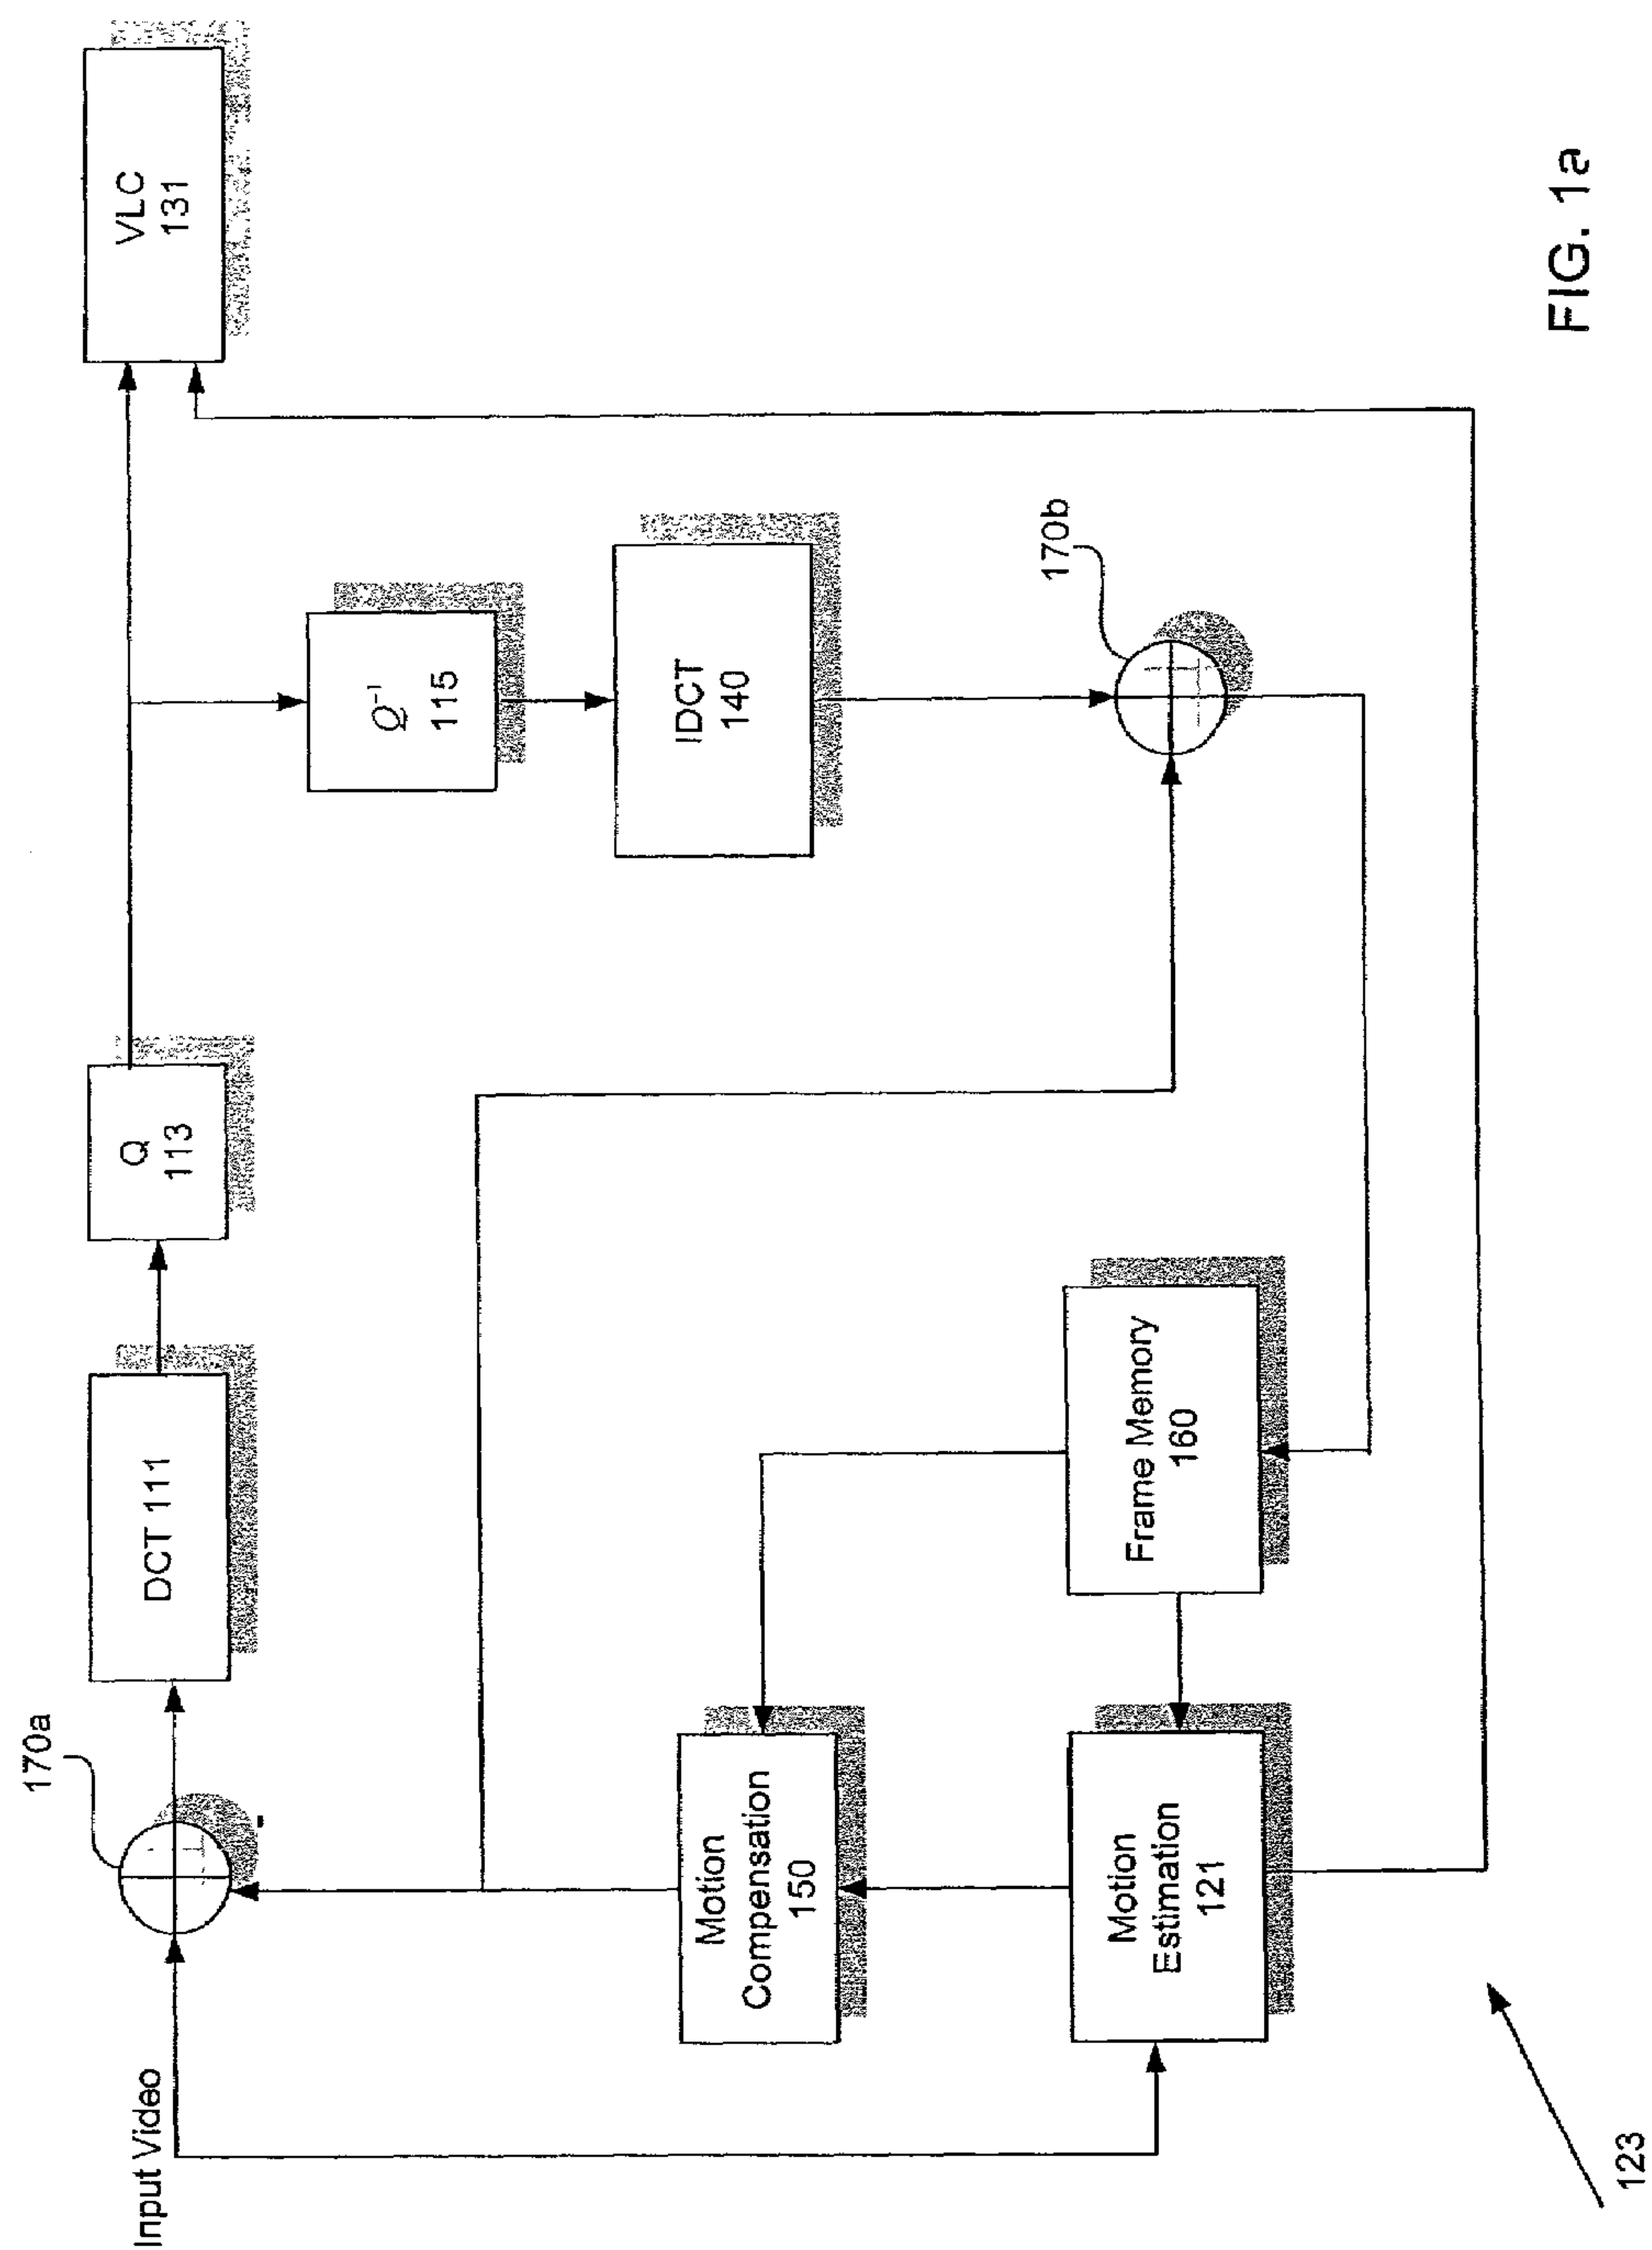 170a
Input Video
DCT 111
Q
113
VLC
131
Q⁻¹
115
IDCT
140
Motion
Compensation
150
170b
Frame Memory
160
Motion
Estimation
121
123
FIG. 1a